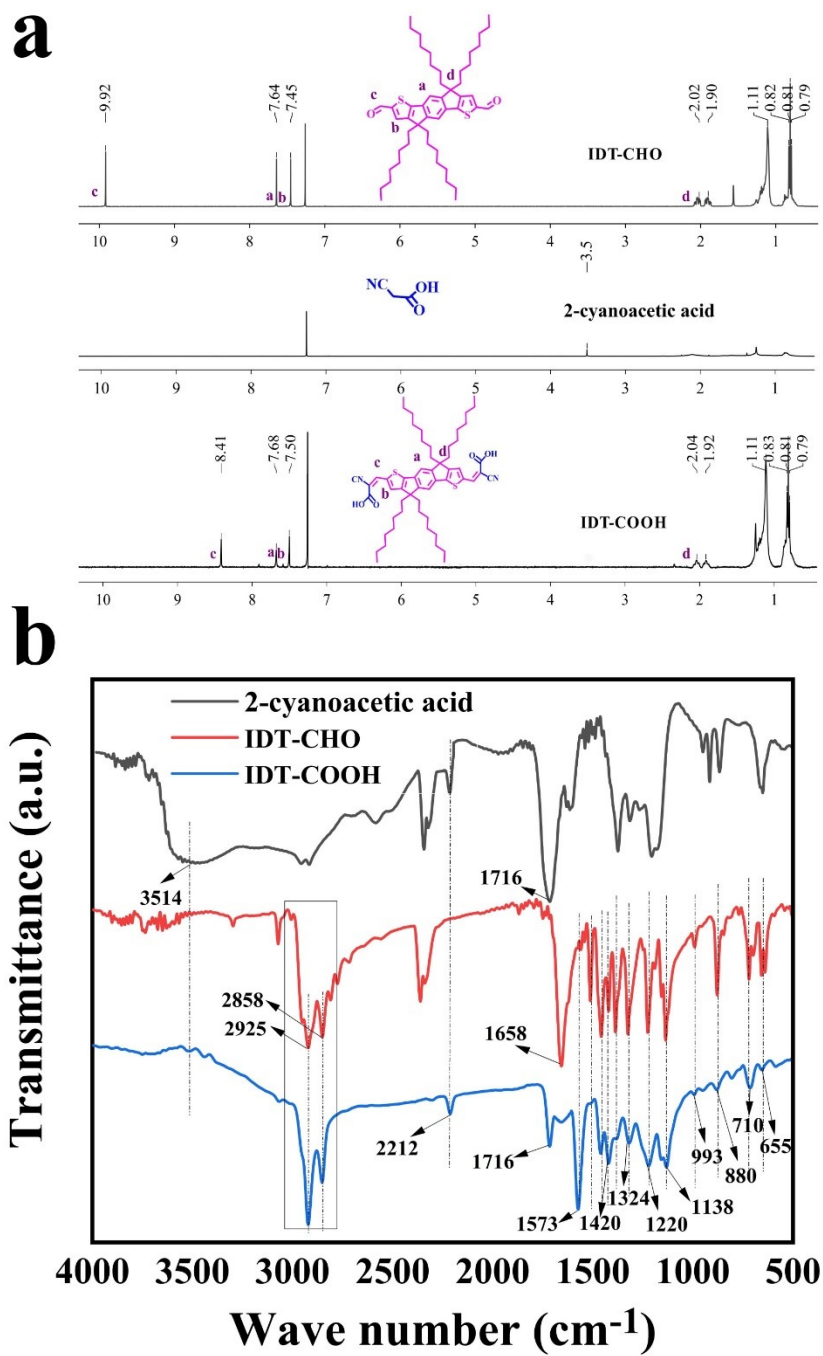 a
9.92
7.64
7.45
2.02
1.90
1.11
0.82
0.81
0.79
c
a
d
S
O
O
S
b
IDT-CHO
c
a
b
d
10 9 8 7 6 5 4 3 2 1
3.5
NC
OH
O
2-cyanoacetic acid
10 9 8 7 6 5 4 3 2 1
8.41
7.68
7.50
2.04
1.92
1.11
0.83
0.81
0.79
c
a
d
O
OH
S
CN
CN
b
S
HO
O
IDT-COOH
c
a
b
d
10 9 8 7 6 5 4 3 2 1
b
2-cyanoacetic acid
IDT-CHO
IDT-COOH
3514
1716
2858
2925
1658
2212
1716
1573
1420
1324
1220
1138
993
880
710
655
Transmittance (a.u.)
4000 3500 3000 2500 2000 1500 1000 500
Wave number (cm-1)